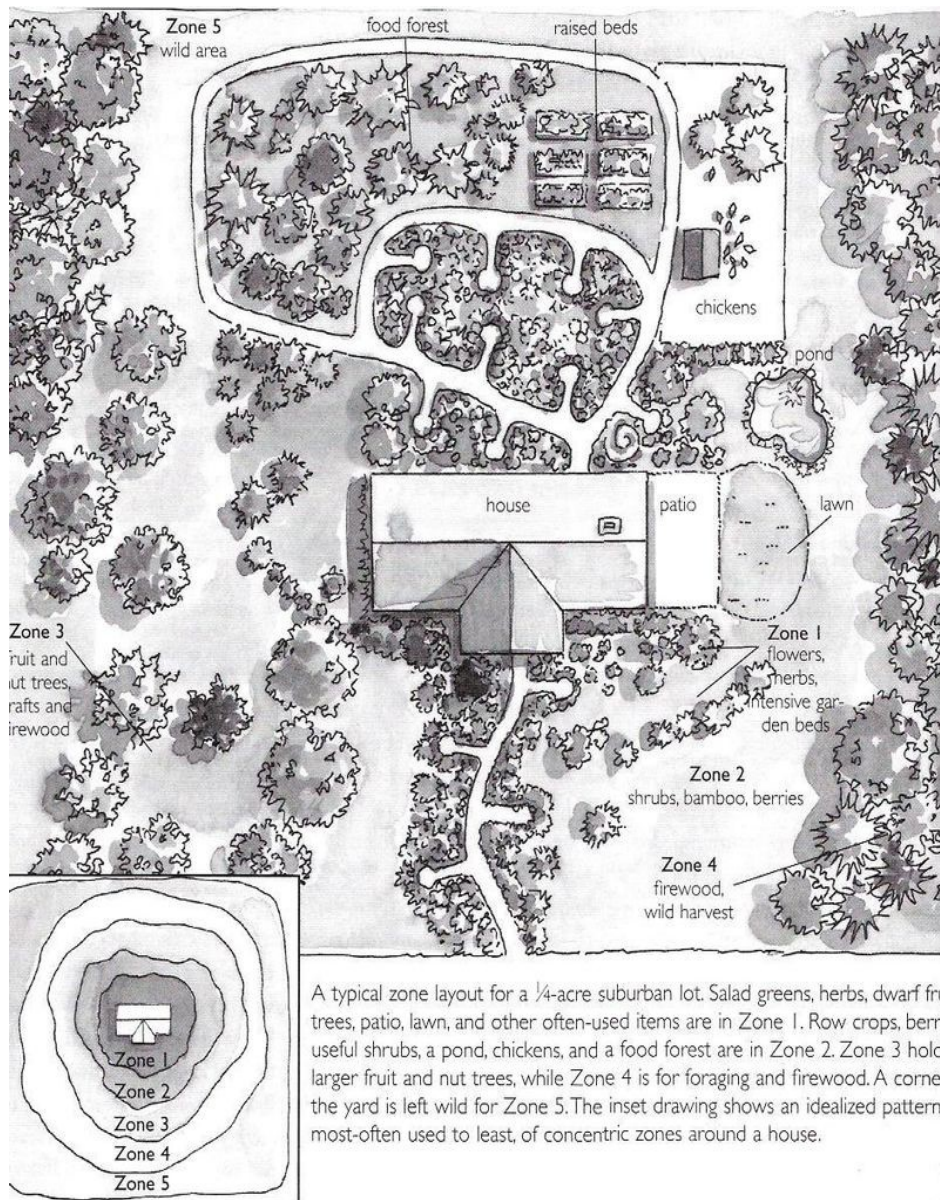 Zone 5
wild area
food forest
raised beds
chickens
pond
house
patio
lawn
Zone 3
ruit and
ut trees,
rafts and
irewood
Zone 1
flowers,
herbs,
intensive gar-
den beds
Zone 2
shrubs, bamboo, berries
Zone 4
firewood,
wild harvest
Zone 1
Zone 2
Zone 3
Zone 4
Zone 5
A typical zone layout for a ¼-acre suburban lot. Salad greens, herbs, dwarf
trees, patio, lawn, and other often-used items are in Zone 1. Row crops, berr
useful shrubs, a pond, chickens, and a food forest are in Zone 2. Zone 3 hol
larger fruit and nut trees, while Zone 4 is for foraging and firewood. A corne
the yard is left wild for Zone 5. The inset drawing shows an idealized pattern
most-often used to least, of concentric zones around a house.